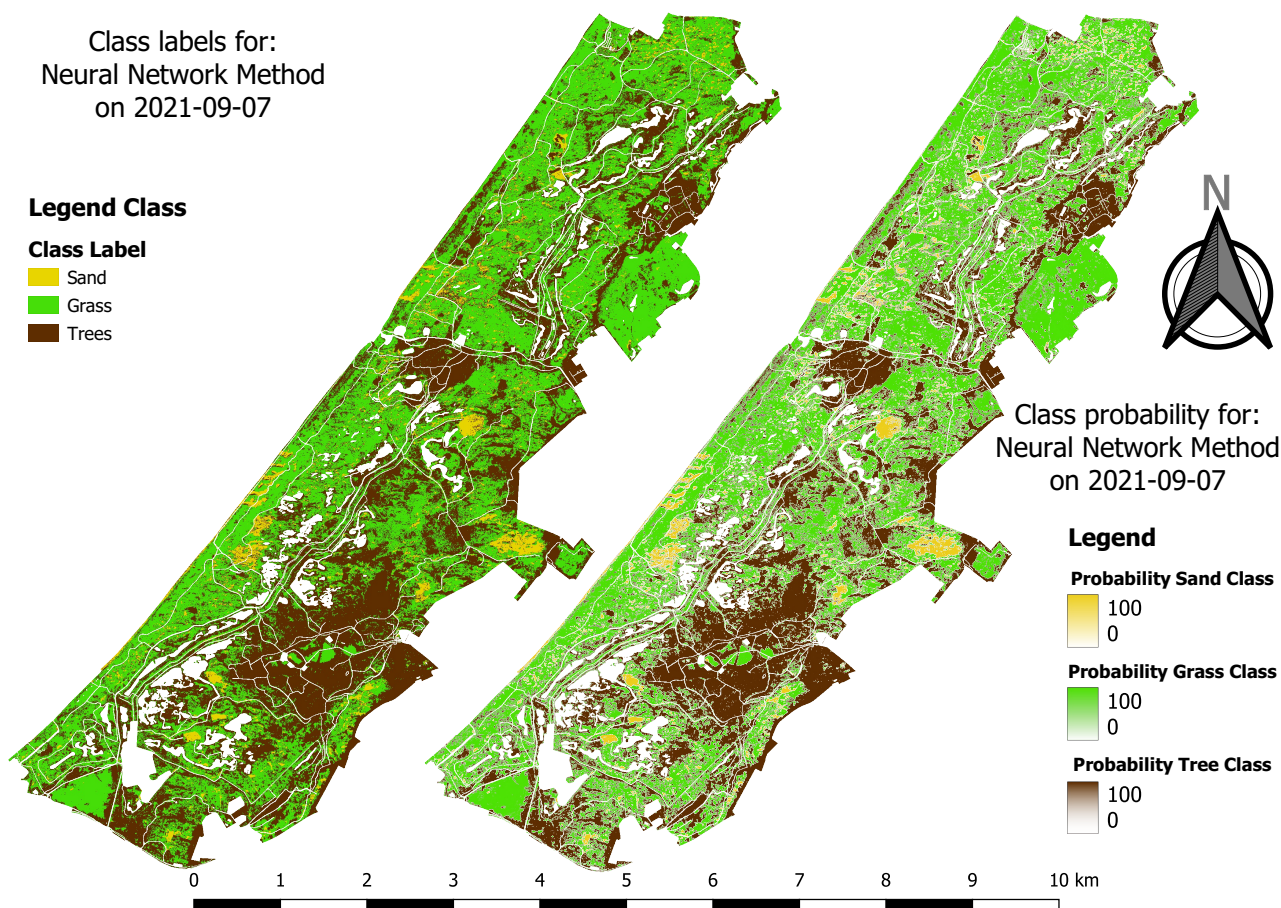 Class labels for:
Neural Network Method
on 2021-09-07
Legend Class
Class Label
Sand
Grass
Trees
N
Class probability for:
Neural Network Method
on 2021-09-07
Legend
Probability Sand Class
100
0
Probability Grass Class
100
0
Probability Tree Class
100
0
0 1 2 3 4 5 6 7 8 9 10 km